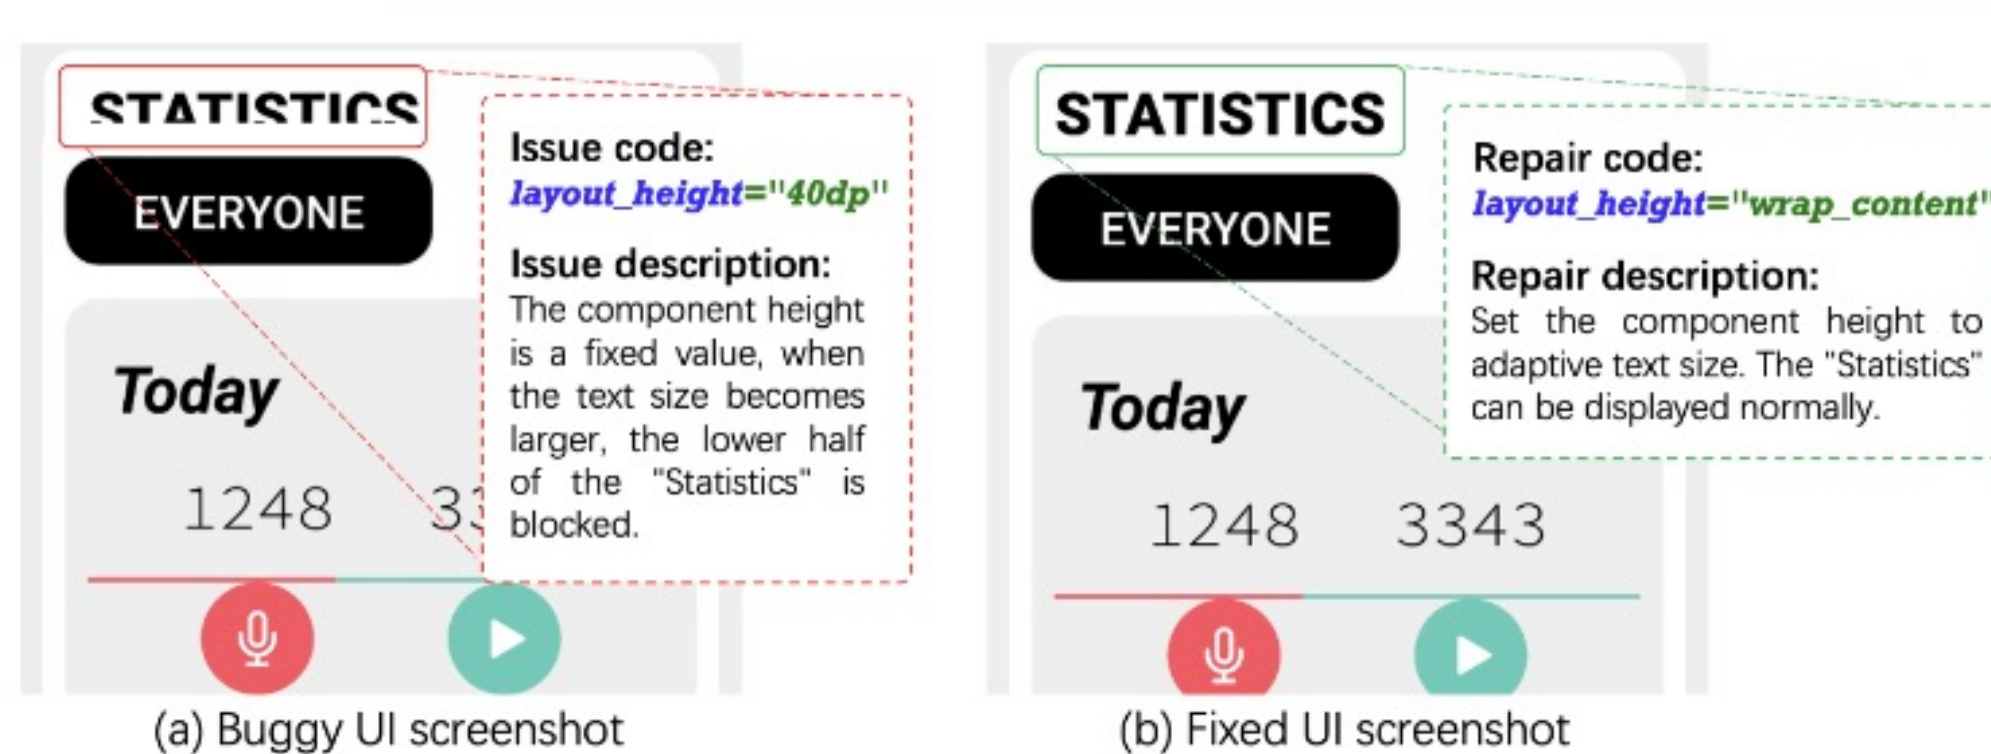 STATISTICS
EVERYONE
Today
1248
33
Issue code:
layout_height="40dp"
Issue description:
The component height
is a fixed value, when
the text size becomes
larger, the lower half
of the "Statistics" is
blocked.
(a) Buggy UI screenshot
STATISTICS
EVERYONE
Today
1248 3343
Repair code:
layout_height="wrap_content"
Repair description:
Set the component height to
adaptive text size. The "Statistics"
can be displayed normally.
(b) Fixed UI screenshot